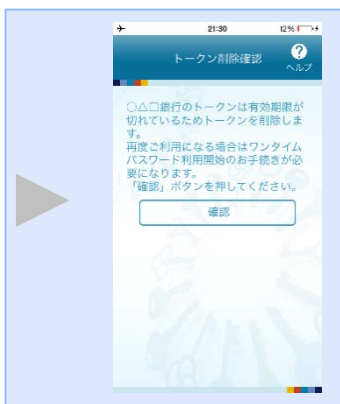 21:30
12%
トークン削除確認
?
ヘルプ
○△□銀行のトークンは有効期限が
切れているためトークンを削除しま
す。
再度ご利用になる場合はワンタイム
パスワード利用開始のお手続きが必
要になります。
「確認」ボタンを押してください。
確認